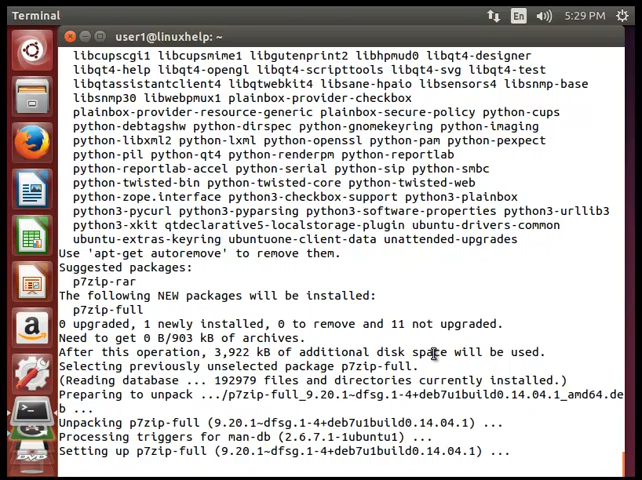 Terminal
En
5:29 PM
user1@linuxhelp: ~
libcupscgi1 libcupsmime1 libgutenprint2 libhpmud0 libqt4-designer
libqt4-help libqt4-opengl libqt4-scripttools libqt4-svg libqt4-test
libqtassistantclient4 libqtwebkit4 libsane-hpaio libsensors4 libsnmp-base
libsnmp30 libwebpmux1 plainbox-provider-checkbox
plainbox-provider-resource-generic plainbox-secure-policy python-cups
python-debtagshw python-dirspec python-gnomekeyring python-imaging
python-libxml2 python-lxml python-openssl python-pam python-pexpect
python-pil python-qt4 python-renderpm python-reportlab
python-reportlab-accel python-serial python-sip python-smbc
python-twisted-bin python-twisted-core python-twisted-web
python-zope.interface python3-checkbox-support python3-plainbox
python3-pycurl python3-pyparsing python3-software-properties python3-urllib3
python3-xkit qtdeclarative5-localstorage-plugin ubuntu-drivers-common
ubuntu-extras-keyring ubuntuone-client-data unattended-upgrades
Use 'apt-get autoremove' to remove them.
Suggested packages:
p7zip-rar
The following NEW packages will be installed:
p7zip-full
0 upgraded, 1 newly installed, 0 to remove and 11 not upgraded.
Need to get 0 B/903 kB of archives.
After this operation, 3,922 kB of additional disk space will be used.
Selecting previously unselected package p7zip-full.
(Reading database ... 192979 files and directories currently installed.)
Preparing to unpack .../p7zip-full_9.20.1~dfsg.1-4+deb7u1build0.14.04.1_amd64.de
b ...
Unpacking p7zip-full (9.20.1~dfsg.1-4+deb7u1build0.14.04.1) ...
Processing triggers for man-db (2.6.7.1-1ubuntu1) ...
Setting up p7zip-full (9.20.1~dfsg.1-4+deb7u1build0.14.04.1) ...